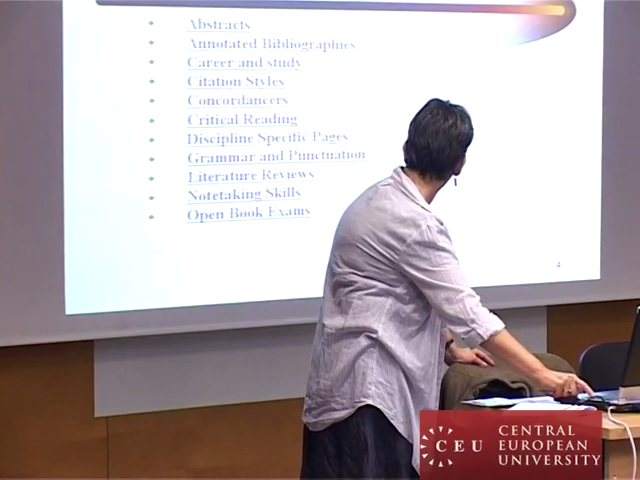 Abstracts
Annotated Bibliographies
Career and study
Citation Styles
Concordancers
Critical Reading
Discipline Specific Pages
Grammar and Punctuation
Literature Reviews
Notetaking Skills
Open Book Exams
4
CEU
CENTRAL
EUROPEAN
UNIVERSITY